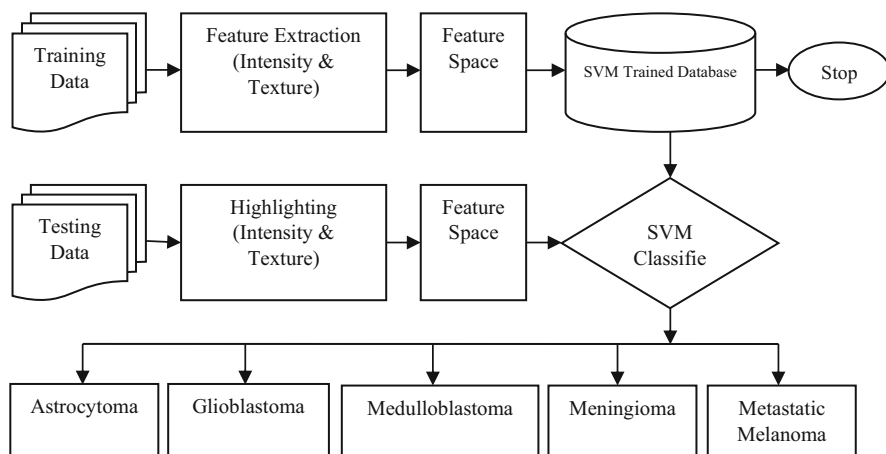 Training
Data
Feature Extraction
(Intensity &
Texture)
Feature
Space
SVM Trained Database
Stop
Testing
Data
Highlighting
(Intensity &
Texture)
Feature
Space
SVM
Classifie
Astrocytoma
Glioblastoma
Medulloblastoma
Meningioma
Metastatic
Melanoma